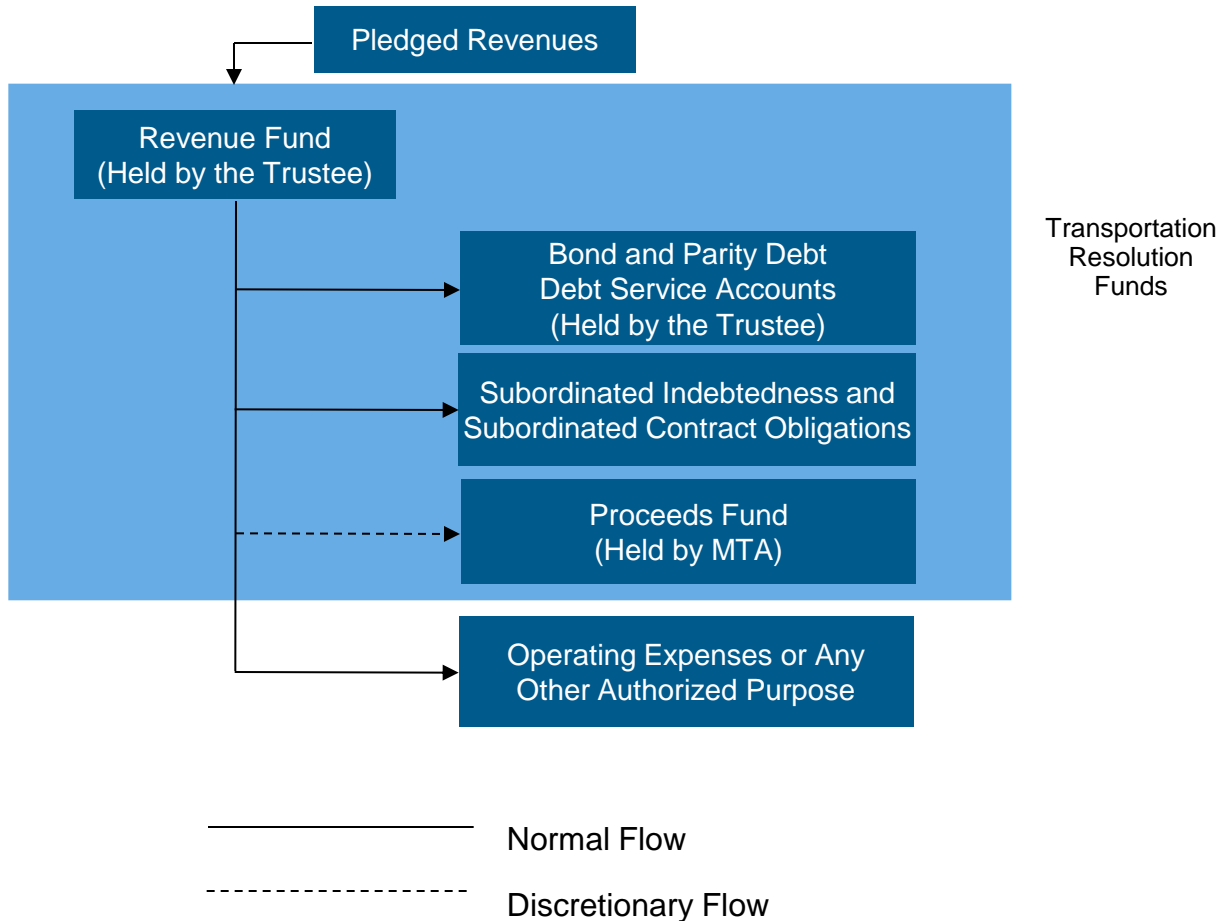 Pledged Revenues
Revenue Fund
(Held by the Trustee)
Bond and Parity Debt
Debt Service Accounts
(Held by the Trustee)
Transportation
Resolution
Funds
Subordinated Indebtedness and
Subordinated Contract Obligations
Proceeds Fund
(Held by MTA)
Operating Expenses or Any
Other Authorized Purpose
Normal Flow
Discretionary Flow